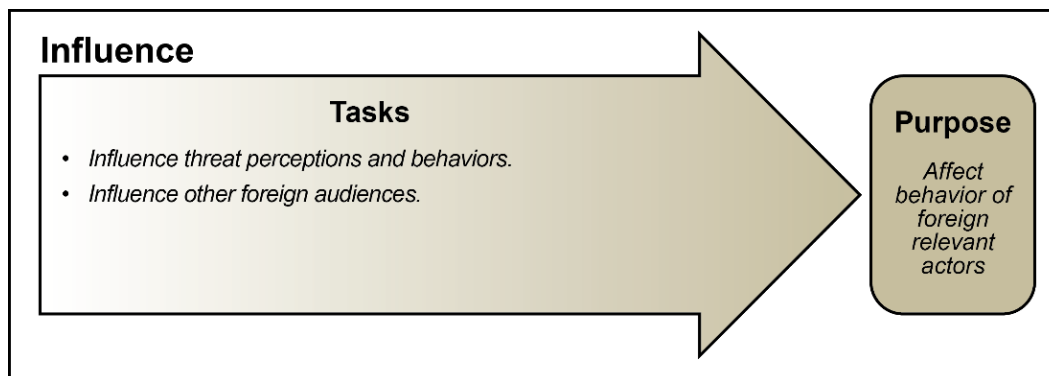 Influence
Tasks
• Influence threat perceptions and behaviors.
• Influence other foreign audiences.
Purpose
Affect
behavior of
foreign
relevant
actors